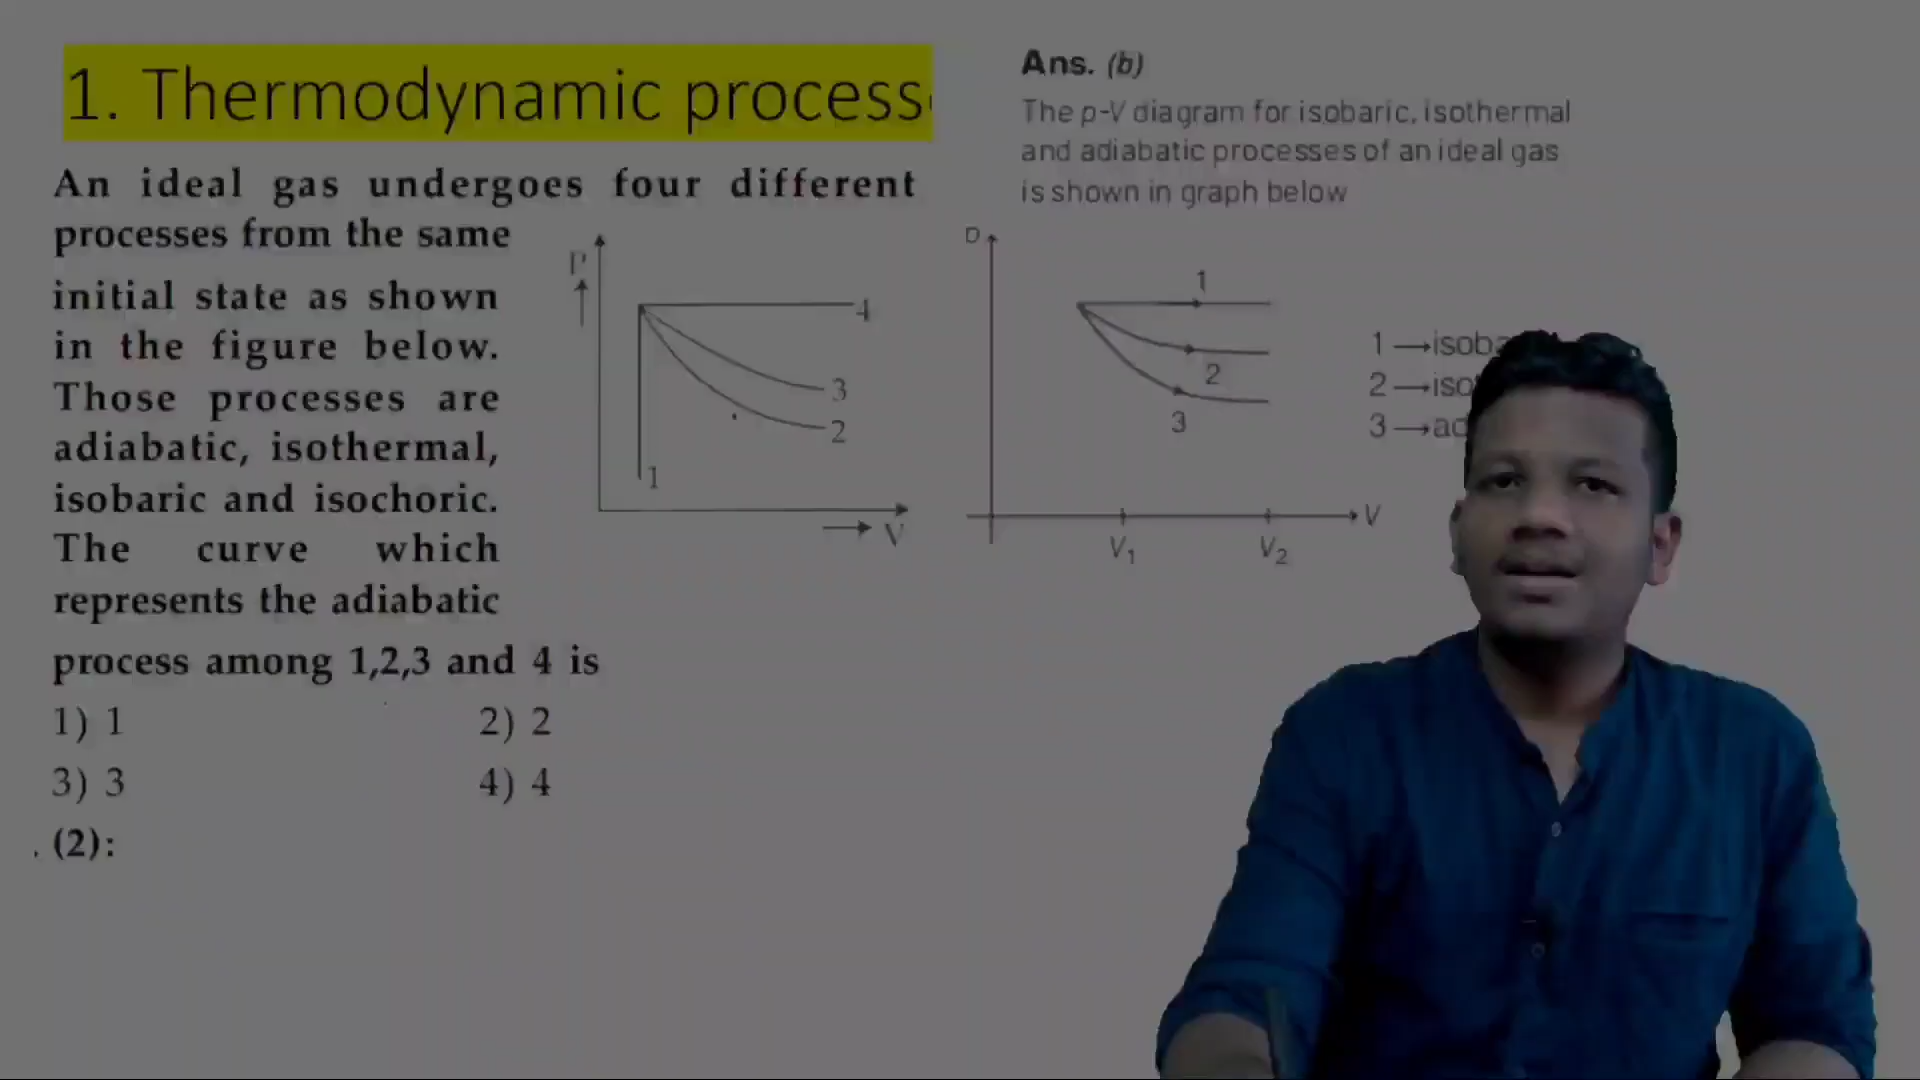 1. Thermodynamic process
An ideal gas undergoes four different
processes from the same
initial state as shown
in the figure below.
Those processes are
adiabatic, isothermal,
isobaric and isochoric.
The curve which
represents the adiabatic
process among 1,2,3 and 4 is
1) 1
2) 2
3) 3
4) 4
. (2):
P
4
3
2
1
V
Ans. (b)
The p-V diagram for isobaric, isothermal
and adiabatic processes of an ideal gas
is shown in graph below
1
2
3
V
V₁
V₂
1 →
2 →
3 →